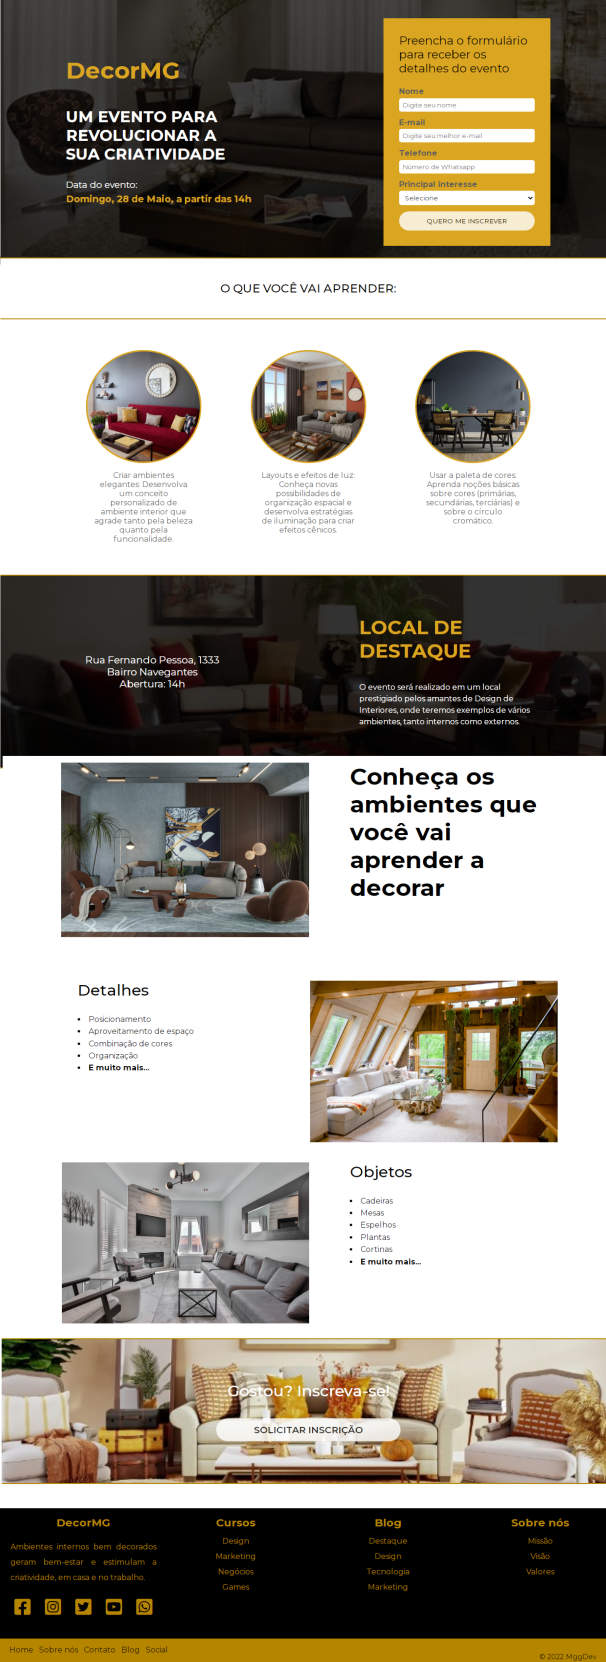 DecorMG
UM EVENTO PARA
REVOLUCIONAR A
SUA CRIATIVIDADE
Data do evento:
Domingo, 28 de Maio, a partir das 14h
Preencha o formulário
para receber os
detalhes do evento
Nome
Digite seu nome
E-mail
Digite seu melhor e-mail
Telefone
Número de Whatsapp
Principal interesse
Selecione
QUERO ME INSCREVER
O QUE VOCÊ VAI APRENDER:
Criar ambientes
elegantes: Desenvolva
um conceito
personalizado de
ambiente interior que
agrade tanto pela beleza
quanto pela
funcionalidade.
Layouts e efeitos de luz:
Conheça novas
possibilidades de
organização espacial e
desenvolva estratégias
de iluminação para criar
efeitos cênicos.
Usar a paleta de cores:
Aprenda noções básicas
sobre cores (primárias,
secundárias, terciárias) e
sobre o círculo
cromático.
Rua Fernando Pessoa, 1333
Bairro Navegantes
Abertura: 14h
LOCAL DE
DESTAQUE
O evento será realizado em um local
prestigiado pelos amantes de Design de
Interiores, onde teremos exemplos de vários
ambientes, tanto internos como externos.
Conheça os
ambientes que
você vai
aprender a
decorar
Detalhes
Posicionamento
Aproveitamento de espaço
Combinação de cores
Organização
E muito mais...
Objetos
Cadeiras
Mesas
Espelhos
Plantas
Cortinas
E muito mais...
Gostou? Inscreva-se!
SOLICITAR INSCRIÇÃO
DecorMG
Ambientes internos bem decorados
geram bem-estar e estimulam a
criatividade, em casa e no trabalho.
Cursos
Design
Marketing
Negócios
Games
Blog
Destaque
Design
Tecnologia
Marketing
Sobre nós
Missão
Visão
Valores
Home Sobre nós Contato Blog Social
© 2022 MggDev.